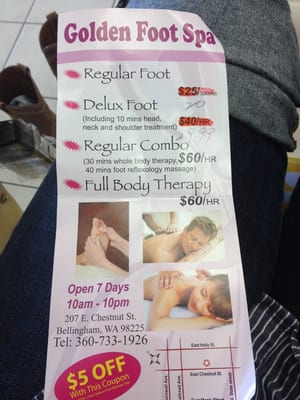 Golden Foot Spa
Regular Foot
$25/
20
Delux Foot
(Including 10 mins head,
neck and shoulder treatment)
$40/HR
Regular Combo
(30 mins whole body therapy,
40 mins foot reflexology massage)
$60/HR
Full Body Therapy
$60/HR
Open 7 Days
10am - 10pm
207 E. Chestnut St.
Bellingham, WA 98225
Tel: 360-733-1926
$5 OFF
With This Coupon
East Holly St.
East Chestnut St.